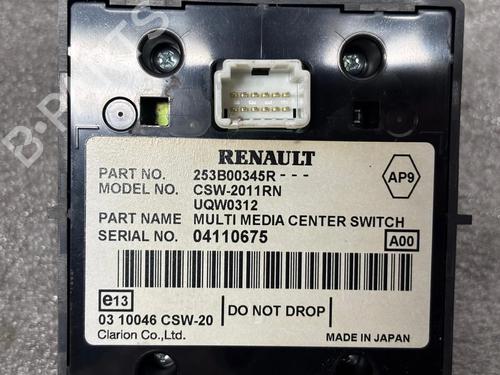 B-PARTS
RENAULT
PART NO. 253B00345R - - -
MODEL NO. CSW-2011RN
UQW0312
AP9
PART NAME MULTI MEDIA CENTER SWITCH
SERIAL NO. 04110675
A00
e13
03 10046 CSW-20
DO NOT DROP
Clarion Co.,Ltd.
MADE IN JAPAN